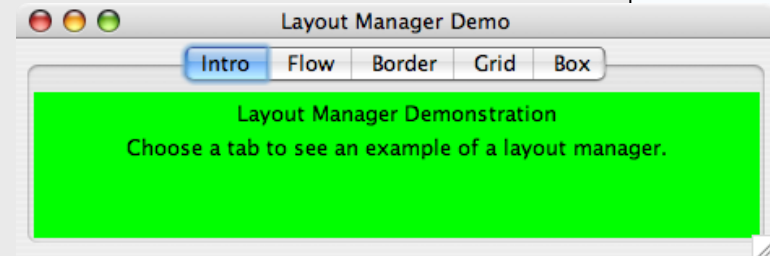 Layout Manager Demo
Intro Flow Border Grid Box
Layout Manager Demonstration
Choose a tab to see an example of a layout manager.